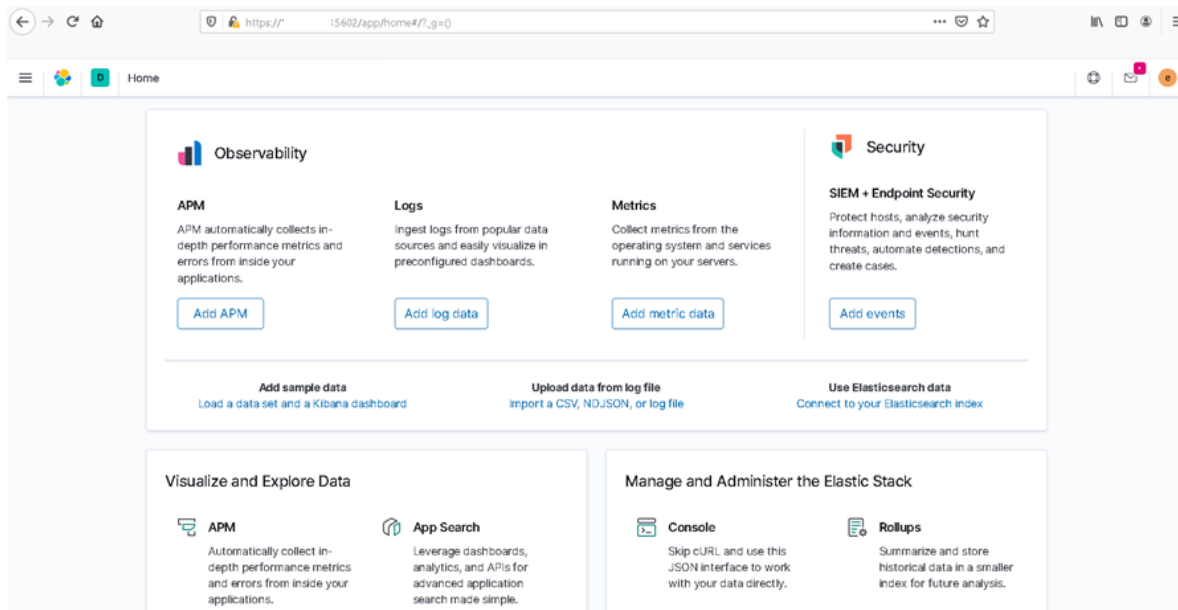 https://" :5602/app/home#/?_g=()
D Home e
Observability
APM
APM automatically collects in-
depth performance metrics and
errors from inside your
applications.
Add APM
Logs
Ingest logs from popular data
sources and easily visualize in
preconfigured dashboards.
Add log data
Metrics
Collect metrics from the
operating system and services
running on your servers.
Add metric data
Security
SIEM + Endpoint Security
Protect hosts, analyze security
information and events, hunt
threats, automate detections, and
create cases.
Add events
Add sample data
Load a data set and a Kibana dashboard
Upload data from log file
Import a CSV, NDJSON, or log file
Use Elasticsearch data
Connect to your Elasticsearch index
Visualize and Explore Data
APM
Automatically collect in-
depth performance metrics
and errors from inside your
applications.
App Search
Leverage dashboards,
analytics, and APIs for
advanced application
search made simple.
Manage and Administer the Elastic Stack
Console
Skip cURL and use this
JSON interface to work
with your data directly.
Rollups
Summarize and store
historical data in a smaller
index for future analysis.